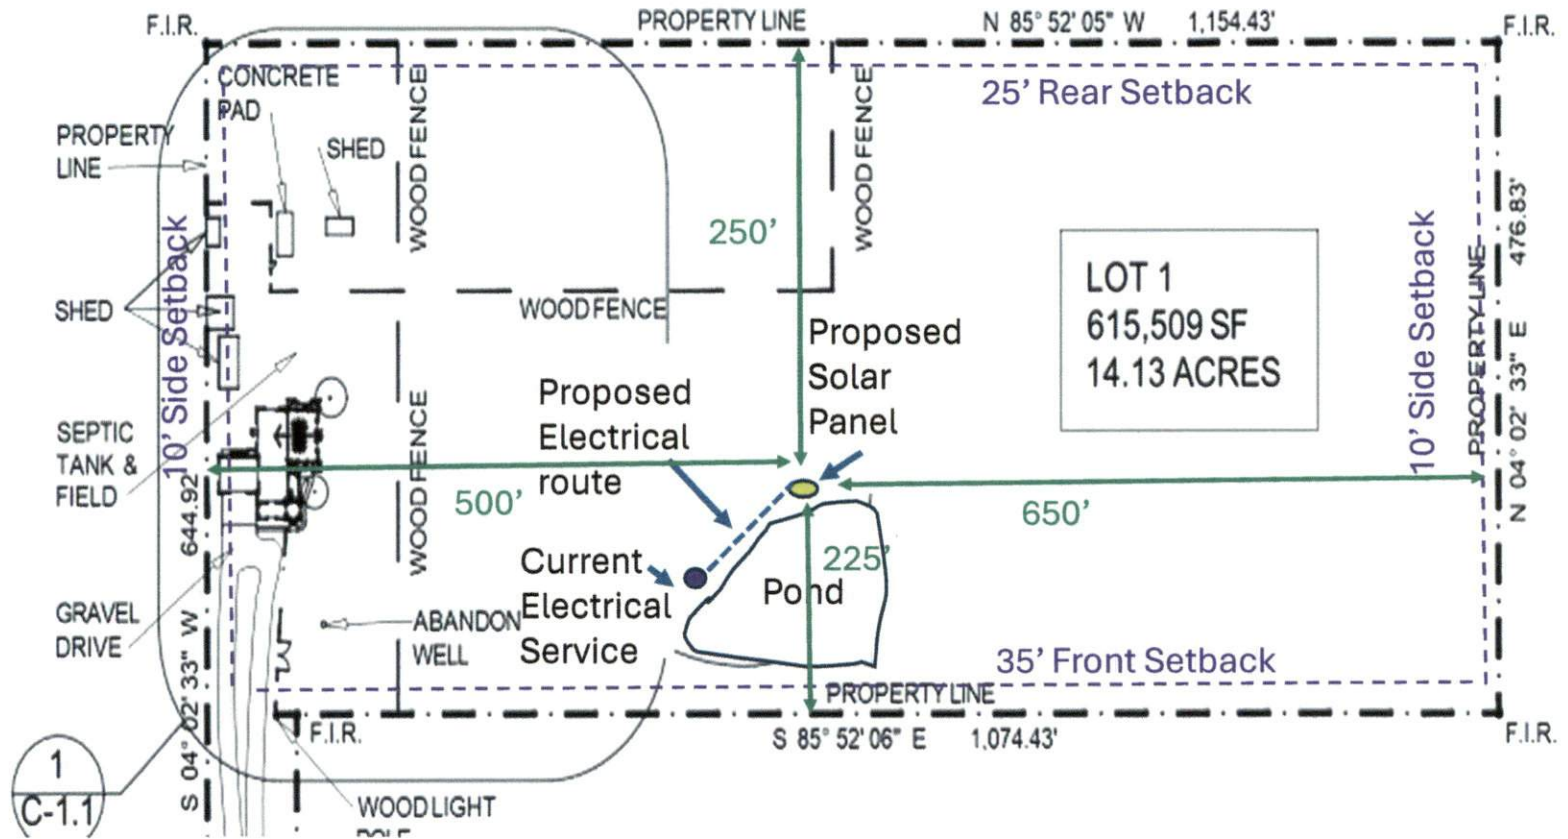 F.I.R.
PROPERTY LINE
N 85° 52' 05" W 1,154.43'
F.I.R.
CONCRETE
PAD
25' Rear Setback
PROPERTY
LINE
SHED
WOOD FENCE
WOOD FENCE
250'
10' Side Setback
SHED
WOOD FENCE
LOT 1
615,509 SF
14.13 ACRES
10' Side Setback
PROPERTY LINE
N 04° 02' 33" E 476.83'
Proposed
Solar
Panel
Proposed
Electrical
route
SEPTIC
TANK &
FIELD
WOOD FENCE
500'
650'
225'
Pond
Current
Electrical
Service
GRAVEL
DRIVE
ABANDON
WELL
S 04° 02' 33" W 644.92
35' Front Setback
PROPERTY LINE
F.I.R.
S 85° 52' 06" E 1,074.43'
F.I.R.
1
C-1.1
WOOD LIGHT